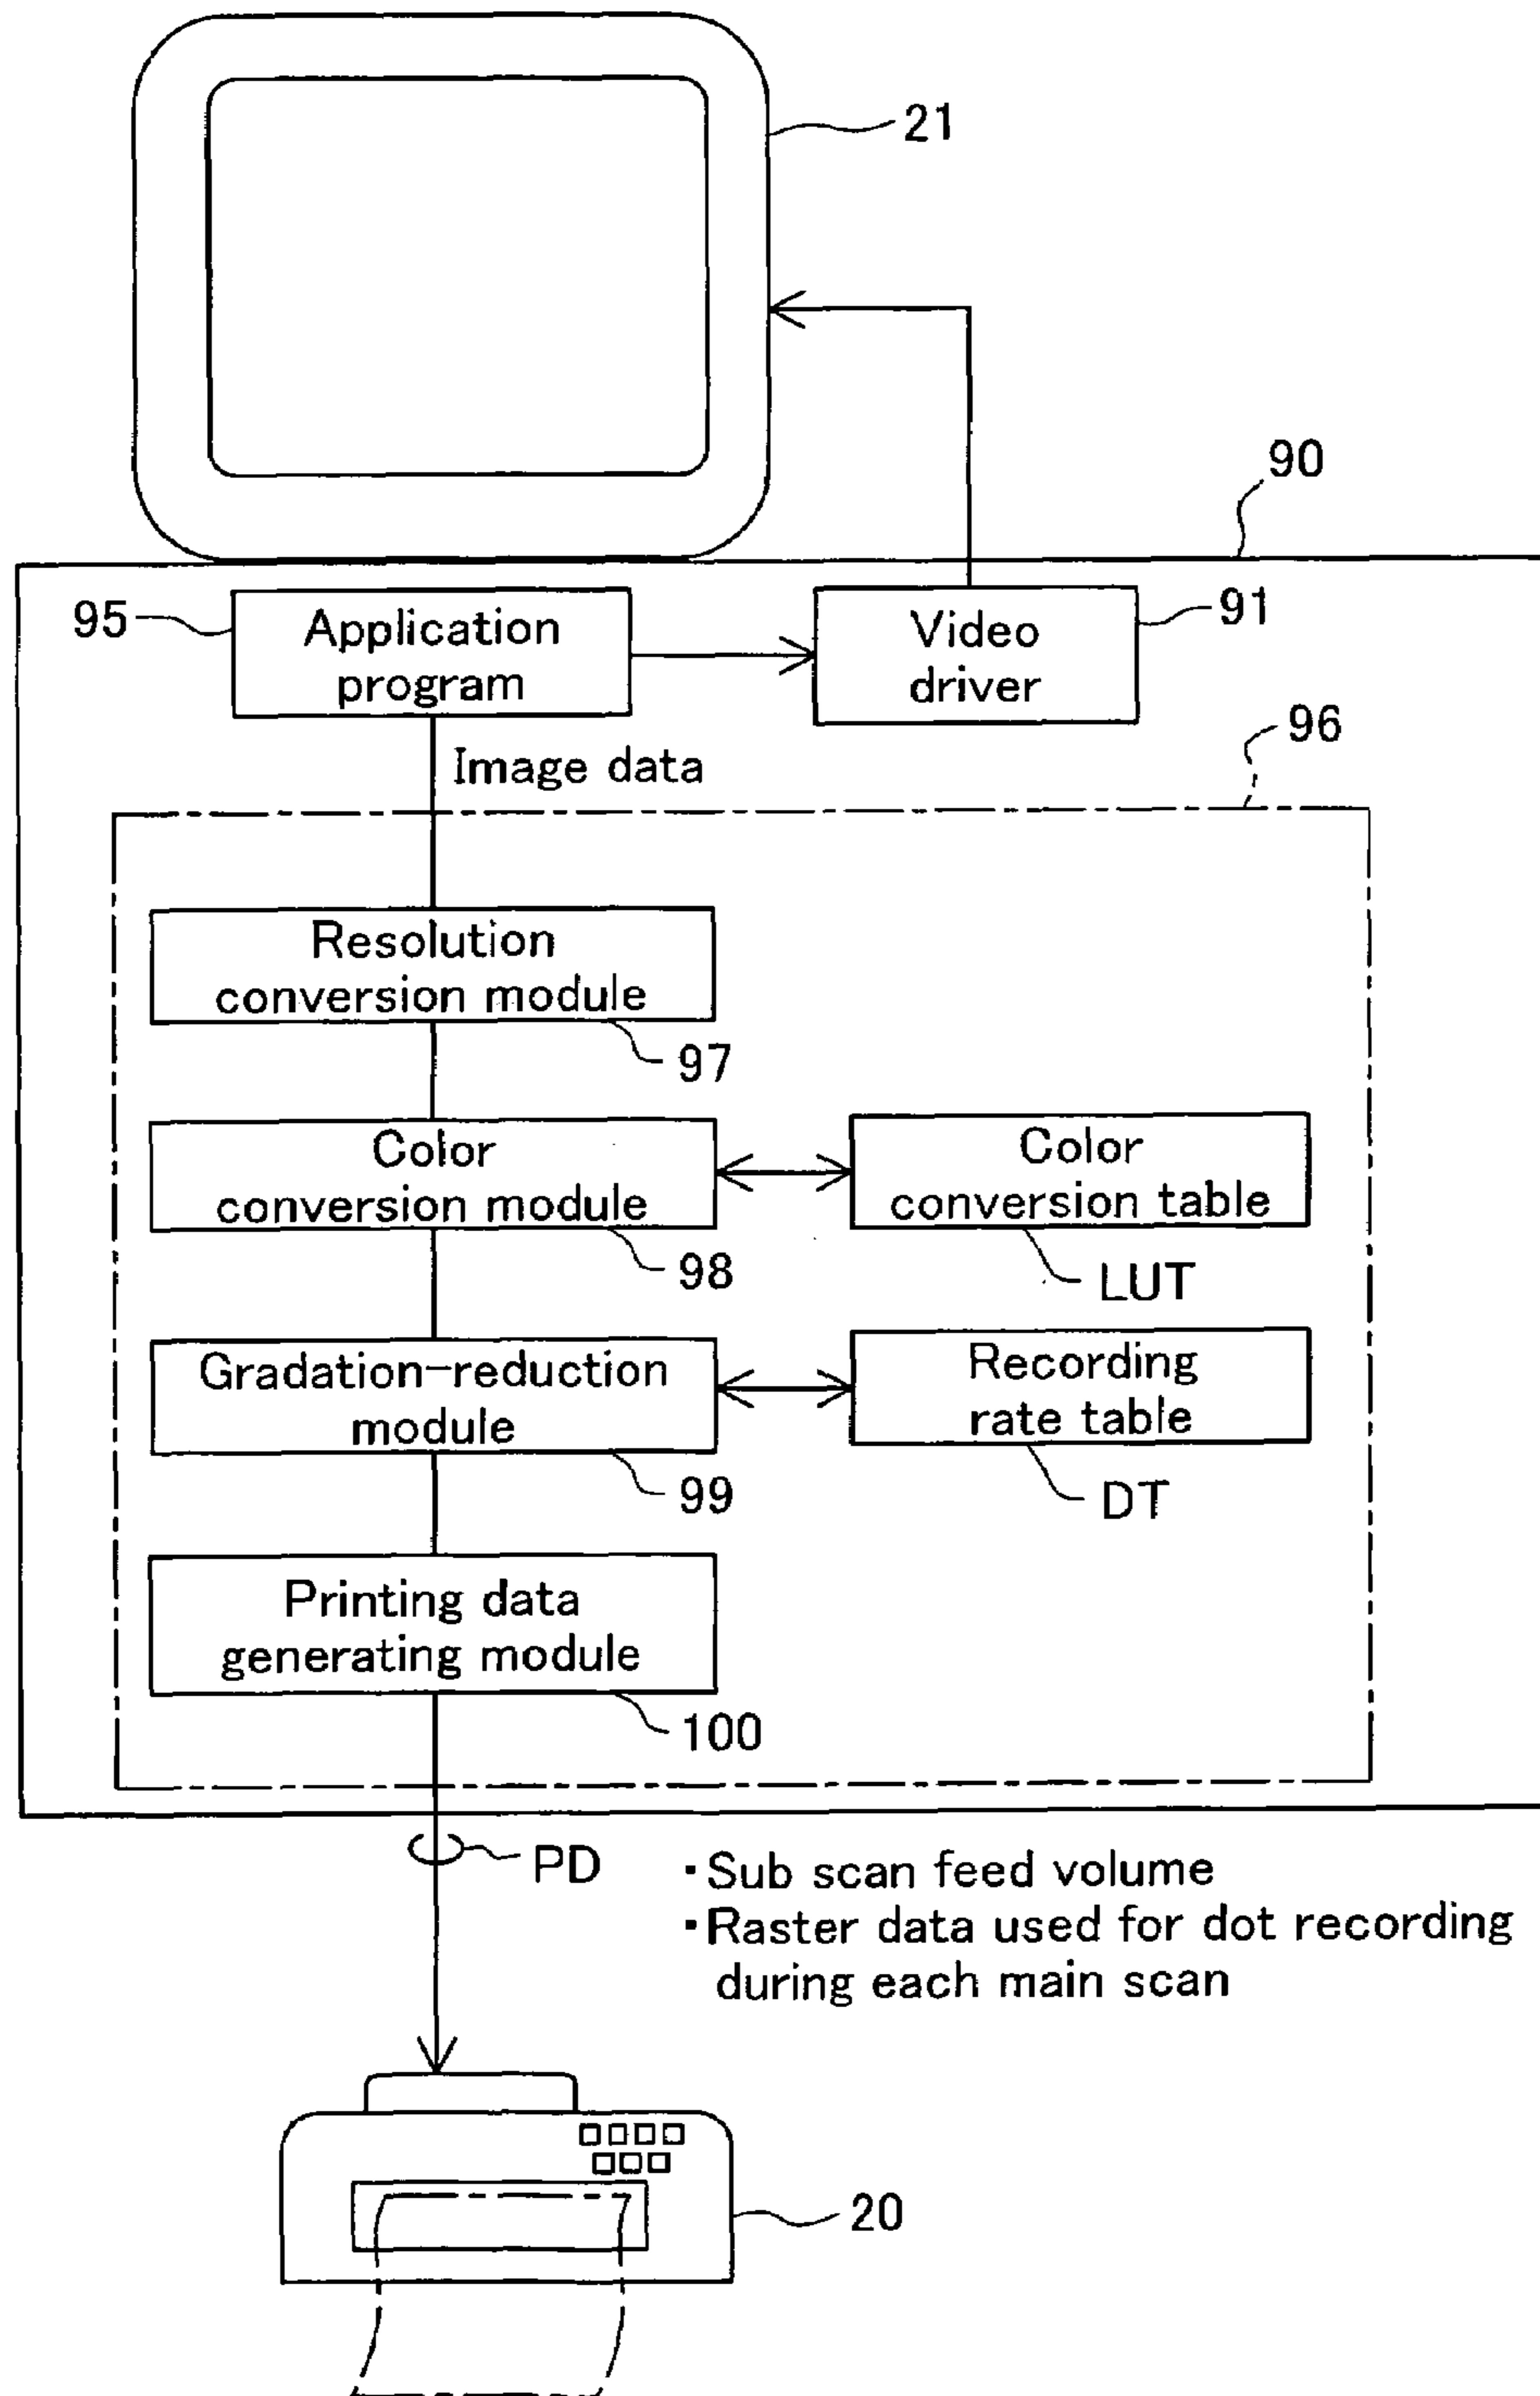 21
90
95
Application
program
Video
driver
91
Image data
96
Resolution
conversion module
97
Color
conversion module
98
Color
conversion table
LUT
Gradation-reduction
module
99
Recording
rate table
DT
Printing data
generating module
100
PD
・Sub scan feed volume
・Raster data used for dot recording
during each main scan
20